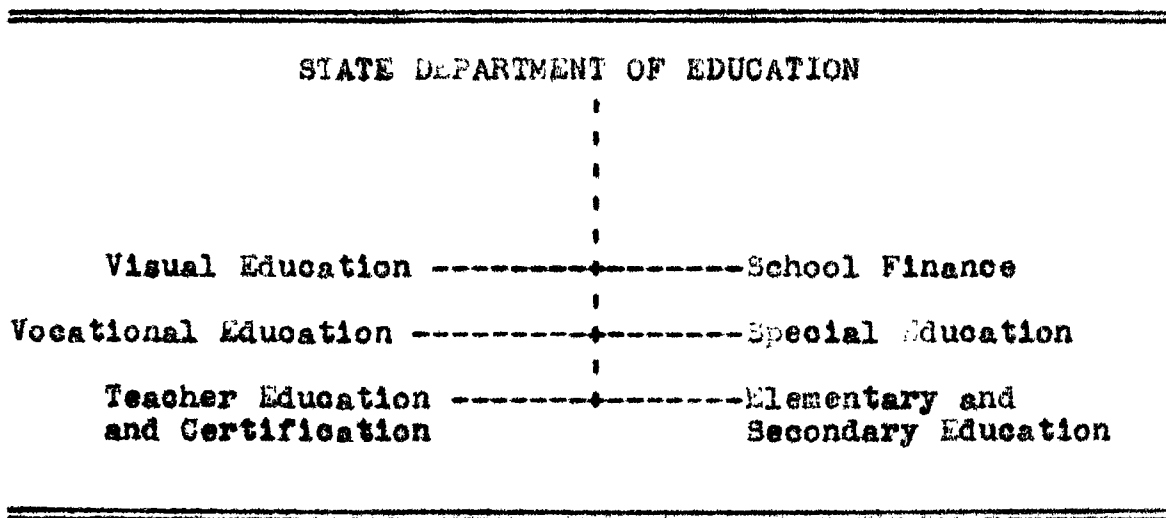 STATE DEPARTMENT OF EDUCATION
Visual Education ---------+-------School Finance
Vocational Education ---------+-------Special Education
Teacher Education ---------+-------Elementary and
and Certification Secondary Education